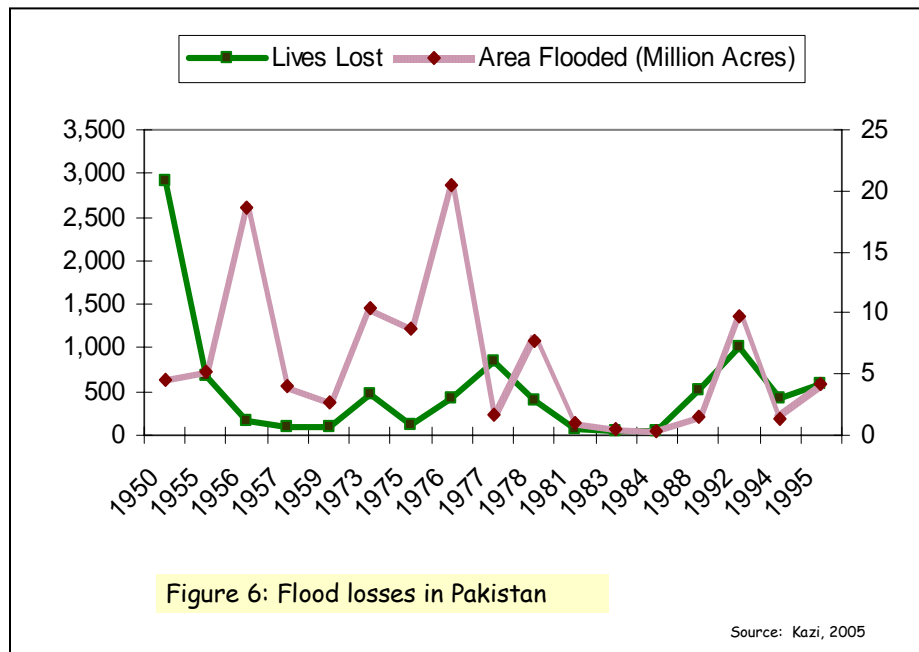 Lives Lost Area Flooded (Million Acres)
3,500 25
3,000
20
2,500
2,000 15
1,500 10
1,000
5
500
0 0
1950 1955 1956 1957 1959 1973 1975 1976 1977 1978 1981 1983 1984 1988 1992 1994 1995
Figure 6: Flood losses in Pakistan
Source: Kazi, 2005